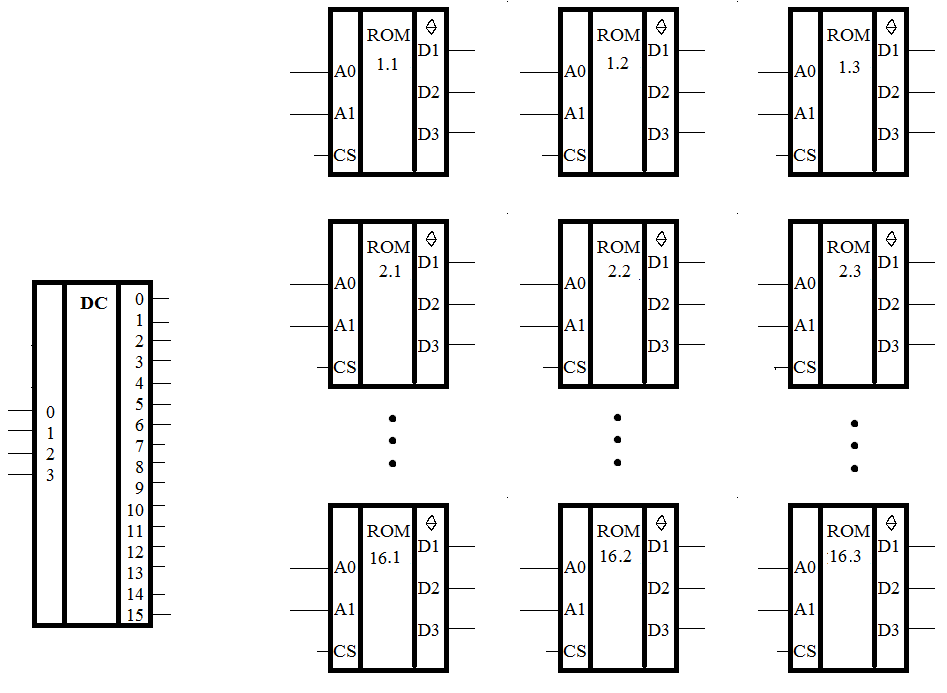 ROM
1.1
A0
A1
CS
D1
D2
D3
ROM
1.2
A0
A1
CS
D1
D2
D3
ROM
1.3
A0
A1
CS
D1
D2
D3
ROM
2.1
A0
A1
CS
D1
D2
D3
ROM
2.2
A0
A1
CS
D1
D2
D3
ROM
2.3
A0
A1
CS
D1
D2
D3
DC
0
1
2
3
0
1
2
3
4
5
6
7
8
9
10
11
12
13
14
15
ROM
16.1
A0
A1
CS
D1
D2
D3
ROM
16.2
A0
A1
CS
D1
D2
D3
ROM
16.3
A0
A1
CS
D1
D2
D3